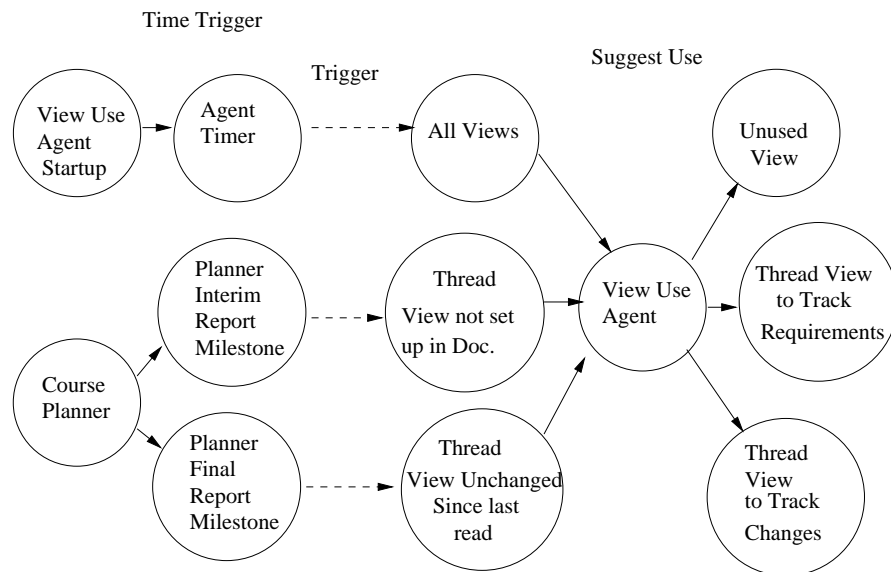 Time Trigger
Trigger
Suggest Use
View Use
Agent
Startup
Agent
Timer
All Views
Unused
View
Planner
Interim
Report
Milestone
Thread
View not set
up in Doc.
View Use
Agent
Thread View
to Track
Requirements
Course
Planner
Planner
Final
Report
Milestone
Thread
View Unchanged
Since last
read
Thread
View
to Track
Changes